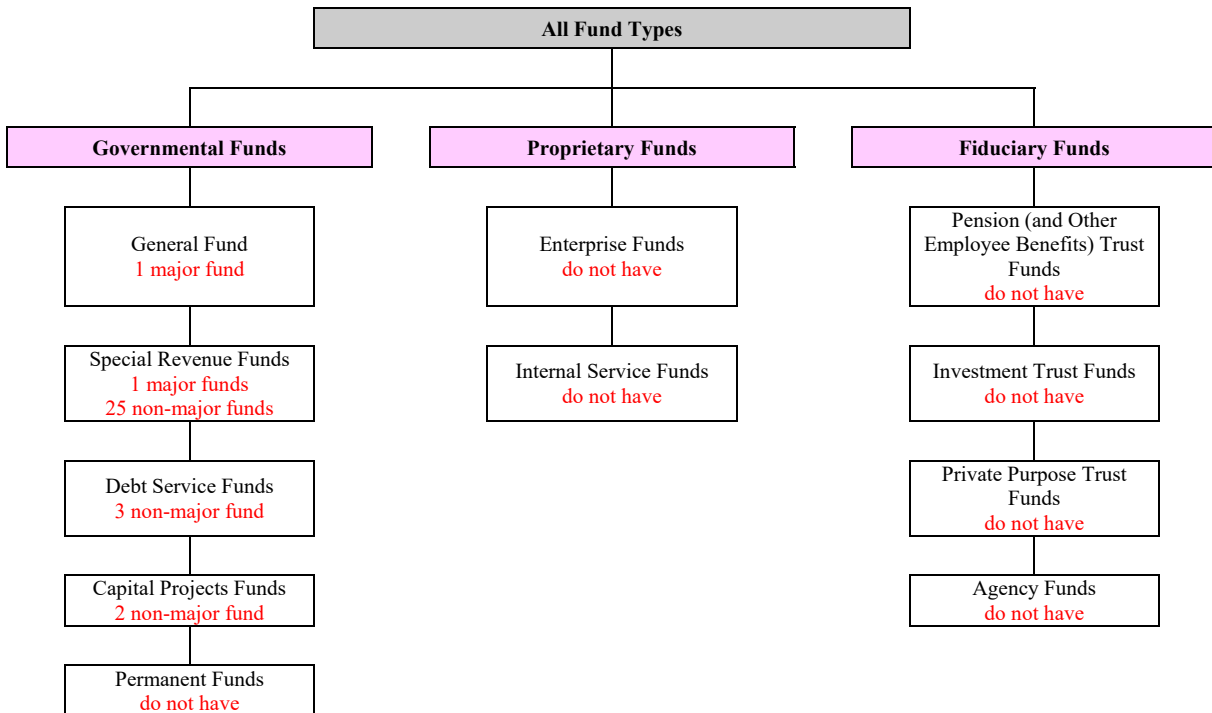 All Fund Types
Governmental Funds
Proprietary Funds
Fiduciary Funds
General Fund
1 major fund
Enterprise Funds
do not have
Pension (and Other
Employee Benefits) Trust
Funds
do not have
Special Revenue Funds
1 major funds
25 non-major funds
Internal Service Funds
do not have
Investment Trust Funds
do not have
Debt Service Funds
3 non-major fund
Private Purpose Trust
Funds
do not have
Capital Projects Funds
2 non-major fund
Agency Funds
do not have
Permanent Funds
do not have